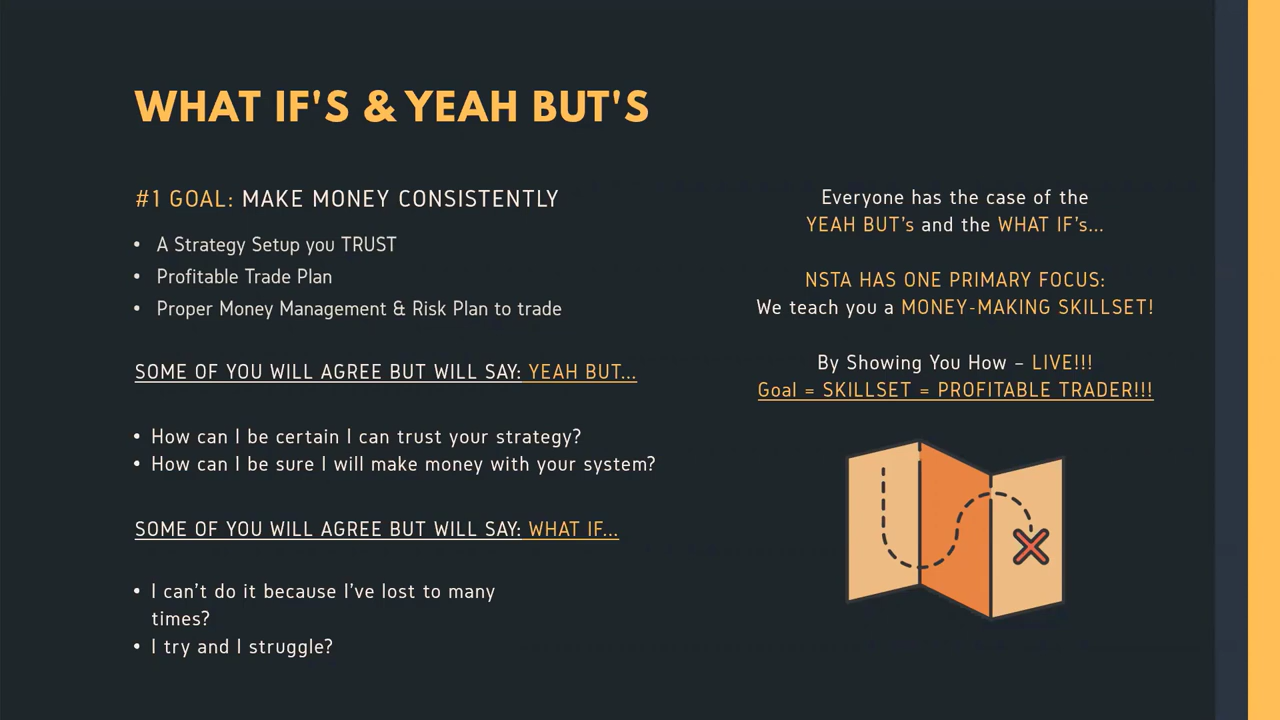 WHAT IF'S & YEAH BUT'S
#1 GOAL: MAKE MONEY CONSISTENTLY
• A Strategy Setup you TRUST
• Profitable Trade Plan
• Proper Money Management & Risk Plan to trade
SOME OF YOU WILL AGREE BUT WILL SAY: YEAH BUT...
• How can I be certain I can trust your strategy?
• How can I be sure I will make money with your system?
SOME OF YOU WILL AGREE BUT WILL SAY: WHAT IF...
• I can't do it because I've lost to many
times?
• I try and I struggle?
Everyone has the case of the
YEAH BUT's and the WHAT IF's...
NSTA HAS ONE PRIMARY FOCUS:
We teach you a MONEY-MAKING SKILLSET!
By Showing You How – LIVE!!!
Goal = SKILLSET = PROFITABLE TRADER!!!